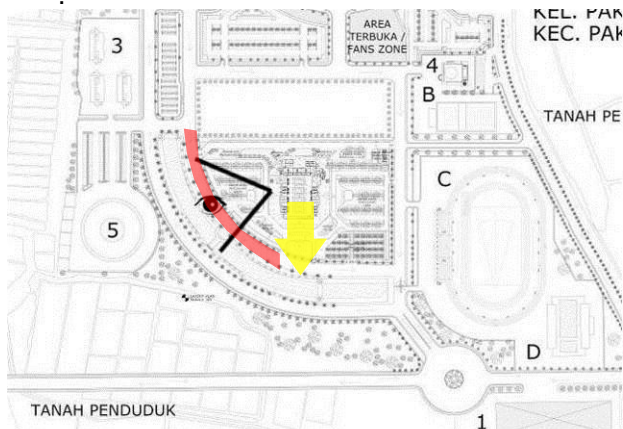 KEL. PAK
KEC. PAK
AREA
TERBUKA /
FANS ZONE
3
4
B
TANAH PE
C
5
D
TANAH PENDUDUK
1